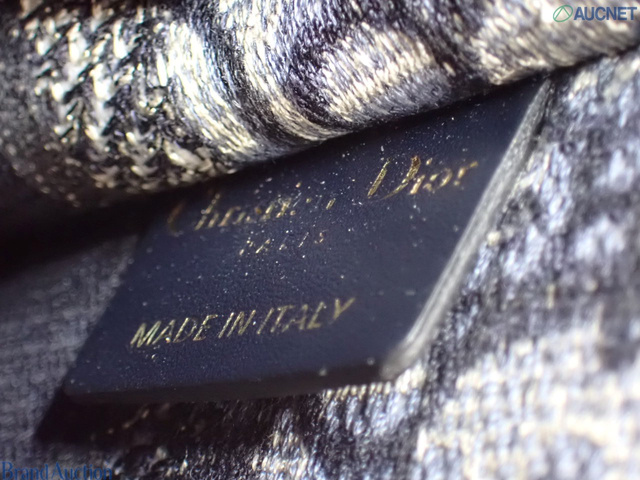 AUCNET
Christian Dior
PARIS
MADE IN ITALY
Brand Auction